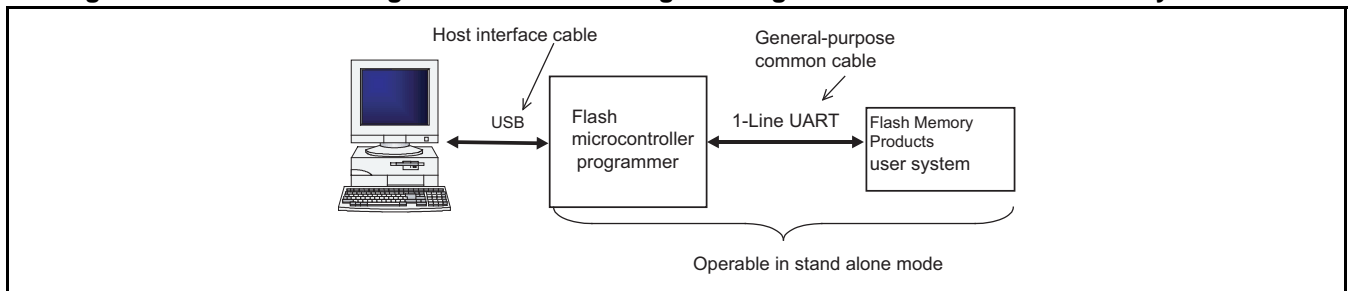 Host interface cable
General-purpose
common cable
USB
Flash
microcontroller
programmer
1-Line UART
Flash Memory
Products
user system
Operable in stand alone mode